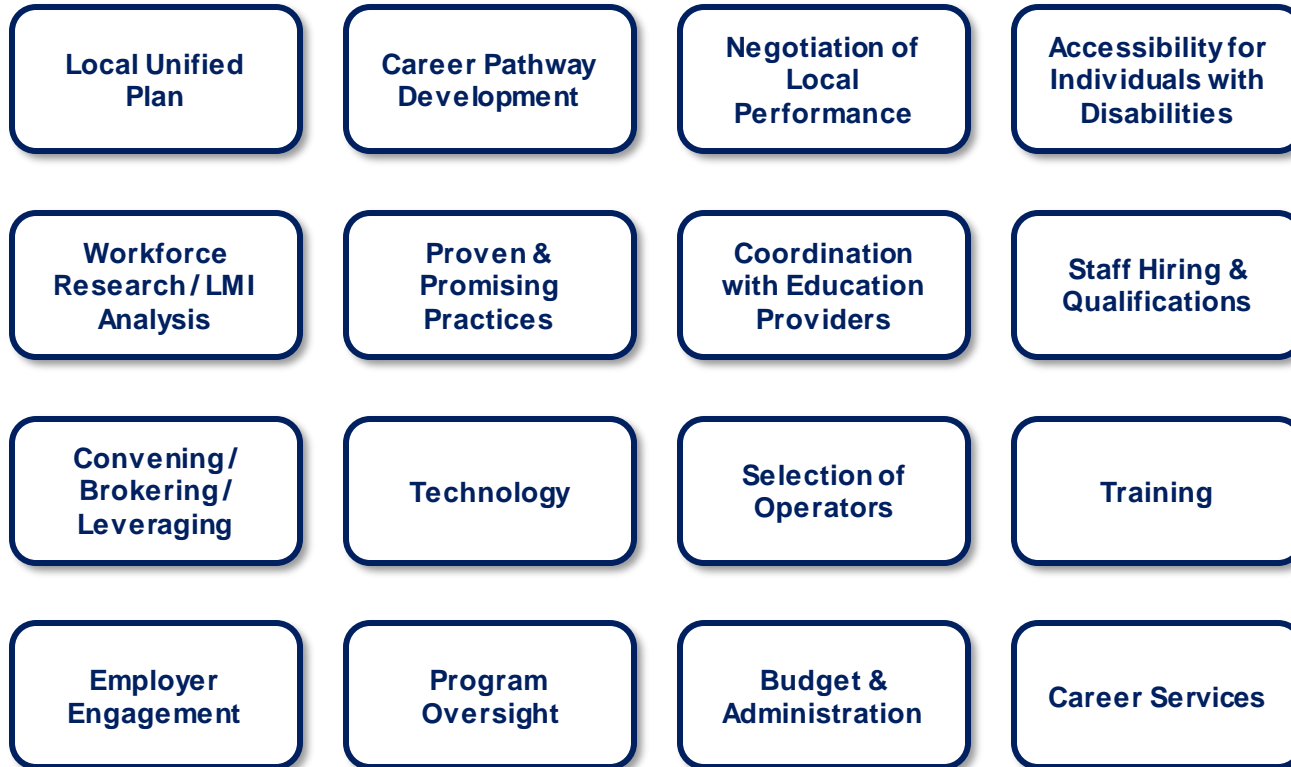 Local Unified
Plan
Career Pathway
Development
Negotiation of
Local
Performance
Accessibility for
Individuals with
Disabilities
Workforce
Research / LMI
Analysis
Proven &
Promising
Practices
Coordination
with Education
Providers
Staff Hiring &
Qualifications
Convening /
Brokering /
Leveraging
Technology
Selection of
Operators
Training
Employer
Engagement
Program
Oversight
Budget &
Administration
Career Services